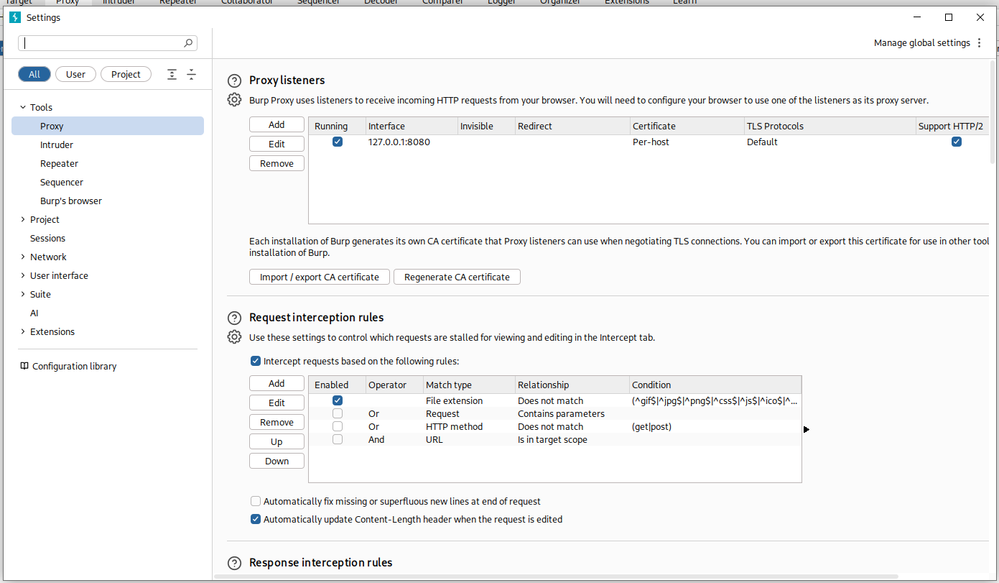 Target Proxy Intruder Repeater Collaborator Sequencer Decoder Comparer Logger Organizer Extensions Learn
Settings
Manage global settings
All User Project
Tools
Proxy
Intruder
Repeater
Sequencer
Burp's browser
Project
Sessions
Network
User interface
Suite
AI
Extensions
Configuration library
Proxy listeners
Burp Proxy uses listeners to receive incoming HTTP requests from your browser. You will need to configure your browser to use one of the listeners as its proxy server.
Add
Edit
Remove
Running Interface Invisible Redirect Certificate TLS Protocols Support HTTP/2
127.0.0.1:8080 Per-host Default
Each installation of Burp generates its own CA certificate that Proxy listeners can use when negotiating TLS connections. You can import or export this certificate for use in other tool
installation of Burp.
Import / export CA certificate Regenerate CA certificate
Request interception rules
Use these settings to control which requests are stalled for viewing and editing in the Intercept tab.
Intercept requests based on the following rules:
Add
Edit
Remove
Up
Down
Enabled Operator Match type Relationship Condition
File extension Does not match (^gif$|^jpg$|^png$|^css$|^js$|^ico$|^...
Or Request Contains parameters
Or HTTP method Does not match (get|post)
And URL Is in target scope
Automatically fix missing or superfluous new lines at end of request
Automatically update Content-Length header when the request is edited
Response interception rules